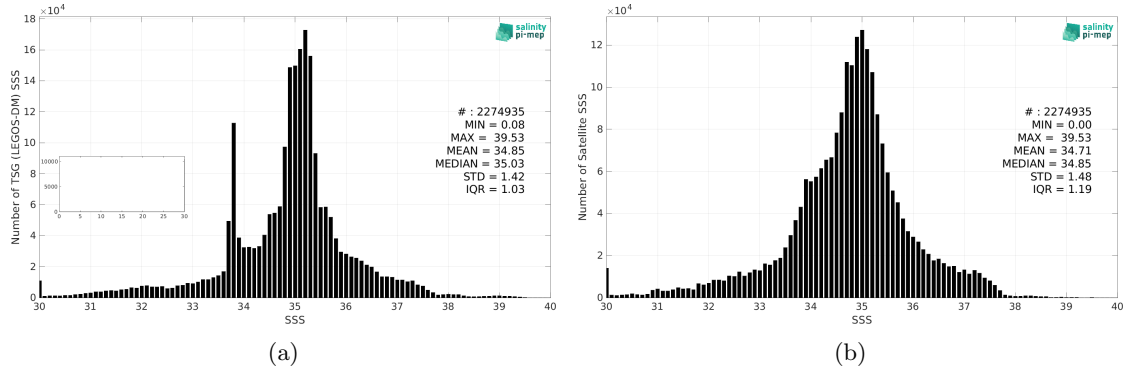 ×10⁴
18
16
14
12
10
8
6
4
2
0
Number of TSG (LEGOS-DM) SSS
10000
5000
0
0 5 10 15 20 25 30
salinity
pi-mep
# : 2274935
MIN = 0.08
MAX = 39.53
MEAN = 34.85
MEDIAN = 35.03
STD = 1.42
IQR = 1.03
30 31 32 33 34 35 36 37 38 39 40
SSS
(a)
×10⁴
12
10
8
6
4
2
0
Number of Satellite SSS
salinity
pi-mep
# : 2274935
MIN = 0.00
MAX = 39.53
MEAN = 34.71
MEDIAN = 34.85
STD = 1.48
IQR = 1.19
30 31 32 33 34 35 36 37 38 39 40
SSS
(b)